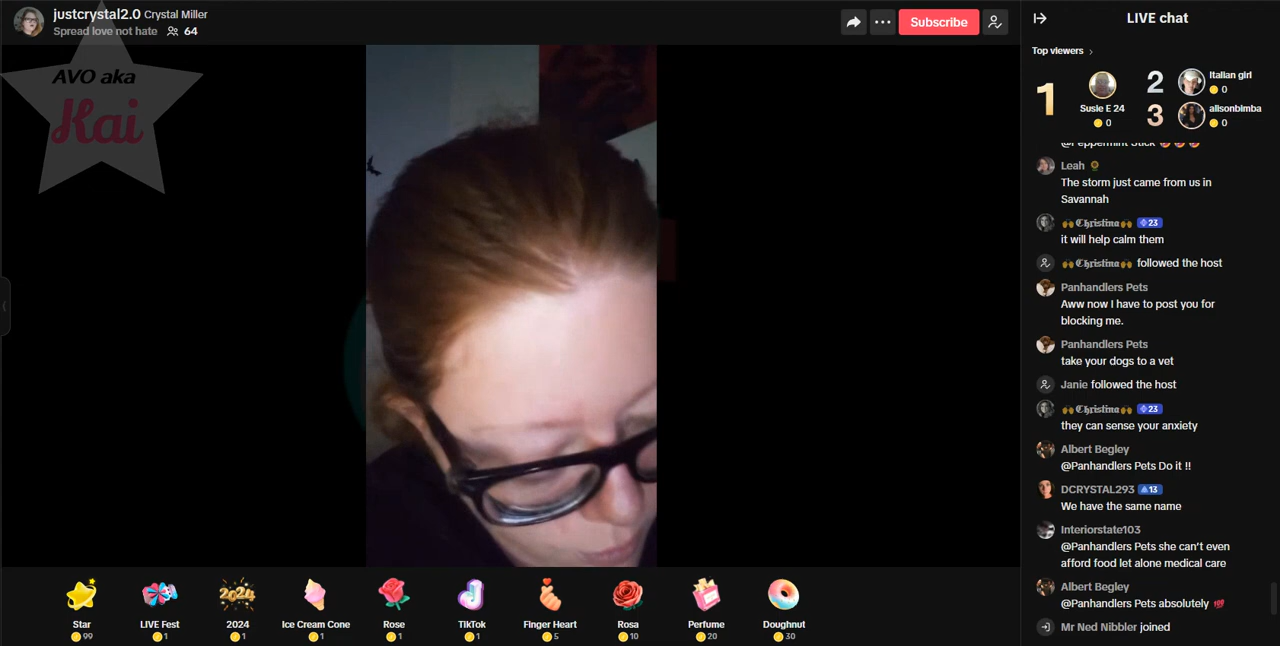 justcrystal2.0 Crystal Miller
Spread love not hate 64
Subscribe
AVO aka
Kai
LIVE chat
Top viewers
1
Susie E 24
0
2
Italian girl
0
3
alisonbimba
0
@Peppermint Stick
Leah
The storm just came from us in
Savannah
ℭ𝔥𝔯𝔦𝔰𝔱𝔦𝔫𝔞 23
it will help calm them
ℭ𝔥𝔯𝔦𝔰𝔱𝔦𝔫𝔞 followed the host
Panhandlers Pets
Aww now I have to post you for
blocking me.
Panhandlers Pets
take your dogs to a vet
Janie followed the host
ℭ𝔥𝔯𝔦𝔰𝔱𝔦𝔫𝔞 23
they can sense your anxiety
Albert Begley
@Panhandlers Pets Do it !!
DCRYSTAL293 13
We have the same name
Interiorstate103
@Panhandlers Pets she can't even
afford food let alone medical care
Albert Begley
@Panhandlers Pets absolutely 💯
Mr Ned Nibbler joined
2024
Star
99
LIVE Fest
1
2024
1
Ice Cream Cone
1
Rose
1
TikTok
1
Finger Heart
5
Rosa
10
Perfume
20
Doughnut
30